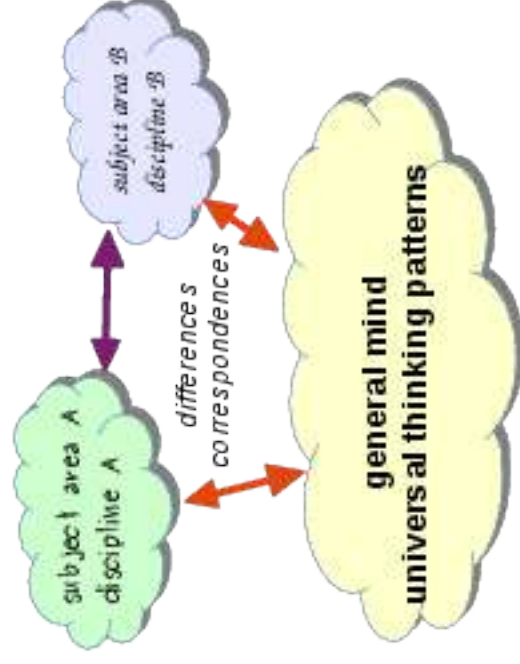 subject area A
discipline A
differences
correspondences
subject area B
discipline B
general mind
universal thinking patterns